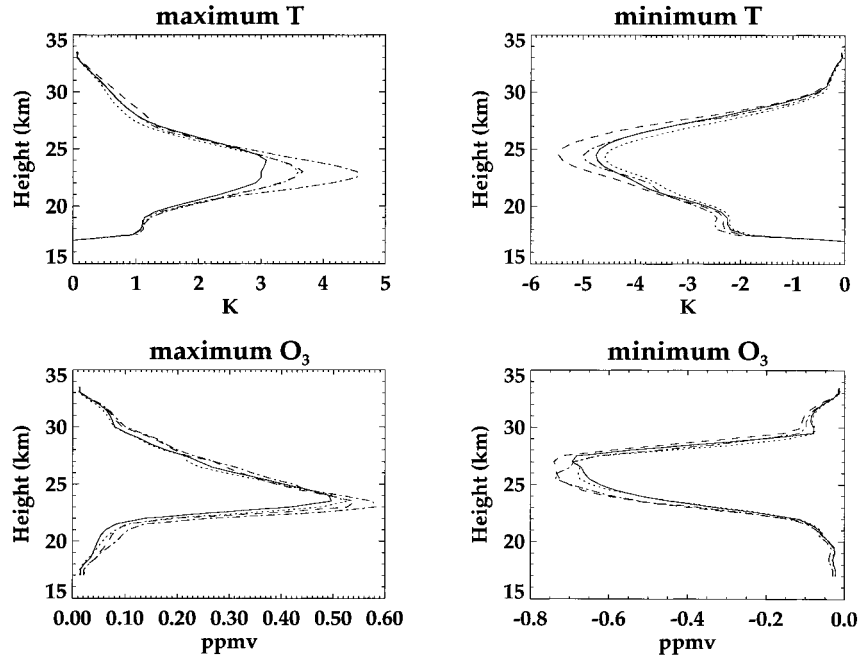 maximum T
35
30
25
20
15
Height (km)
0 1 2 3 4 5
K
minimum T
35
30
25
20
15
Height (km)
-6 -5 -4 -3 -2 -1 0
K
maximum O₃
35
30
25
20
15
Height (km)
0.00 0.10 0.20 0.30 0.40 0.50 0.60
ppmv
minimum O₃
35
30
25
20
15
Height (km)
-0.8 -0.6 -0.4 -0.2 0.0
ppmv